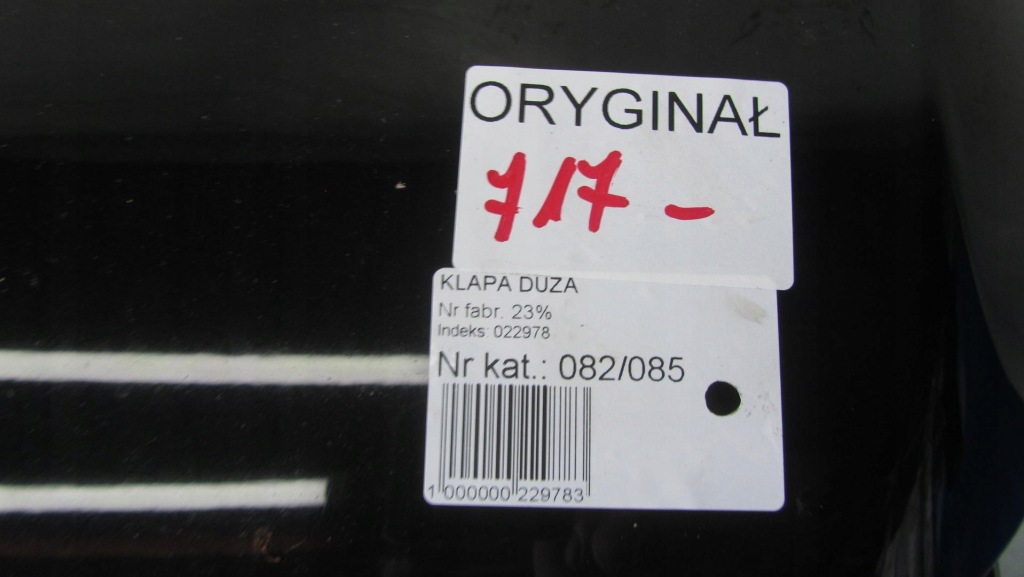 ORYGINAŁ
717 -
KLAPA DUZA
Nr fabr. 23%
Indeks: 022978
Nr kat.: 082/085
1 000000 229783